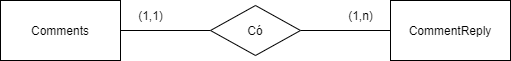 (1,1)
(1,n)
Comments
Có
CommentReply